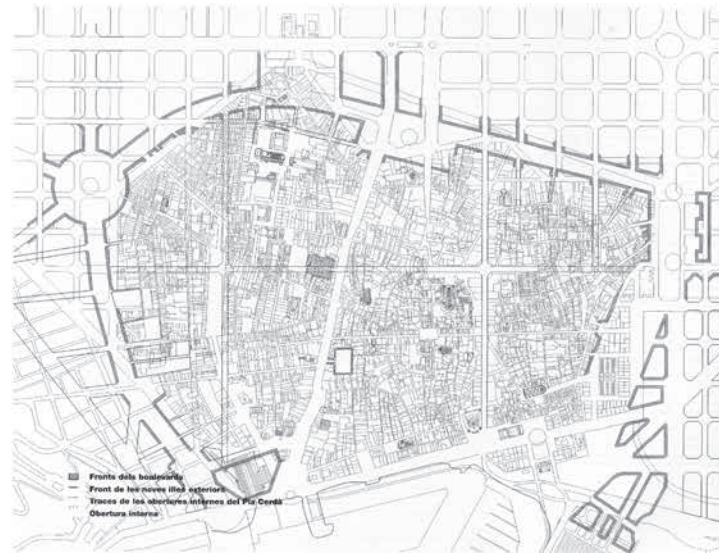 Fronts dels boulevards
Front de les noves illes exteriors
Traces de les obertures internes del Pla Cerdà
Obertura interna